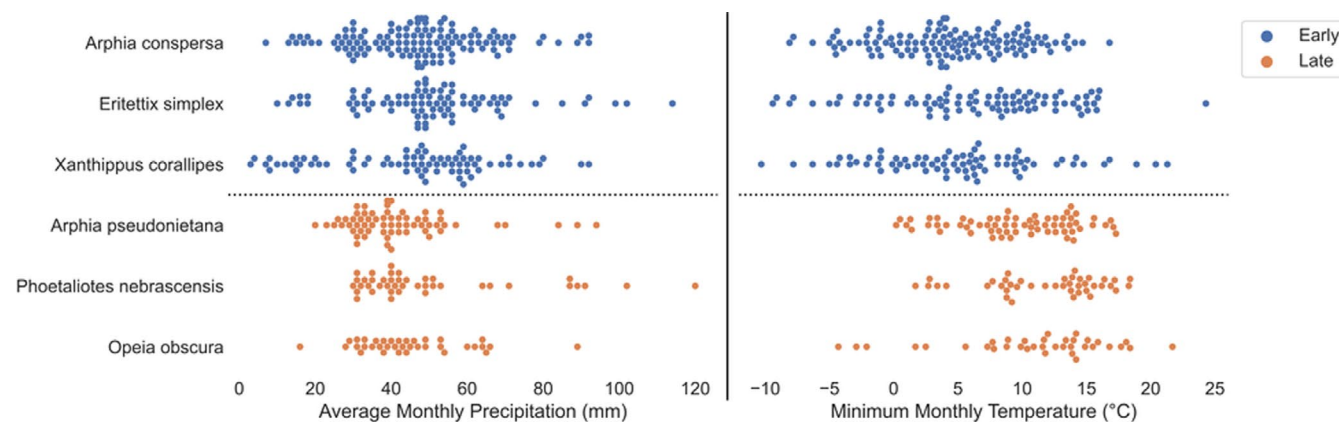 Arphia conspersa
Eritettix simplex
Xanthippus corallipes
Arphia pseudonietana
Phoetaliotes nebrascensis
Opeia obscura
0 20 40 60 80 100 120
Average Monthly Precipitation (mm)
−10 −5 0 5 10 15 20 25
Minimum Monthly Temperature (°C)
Early
Late